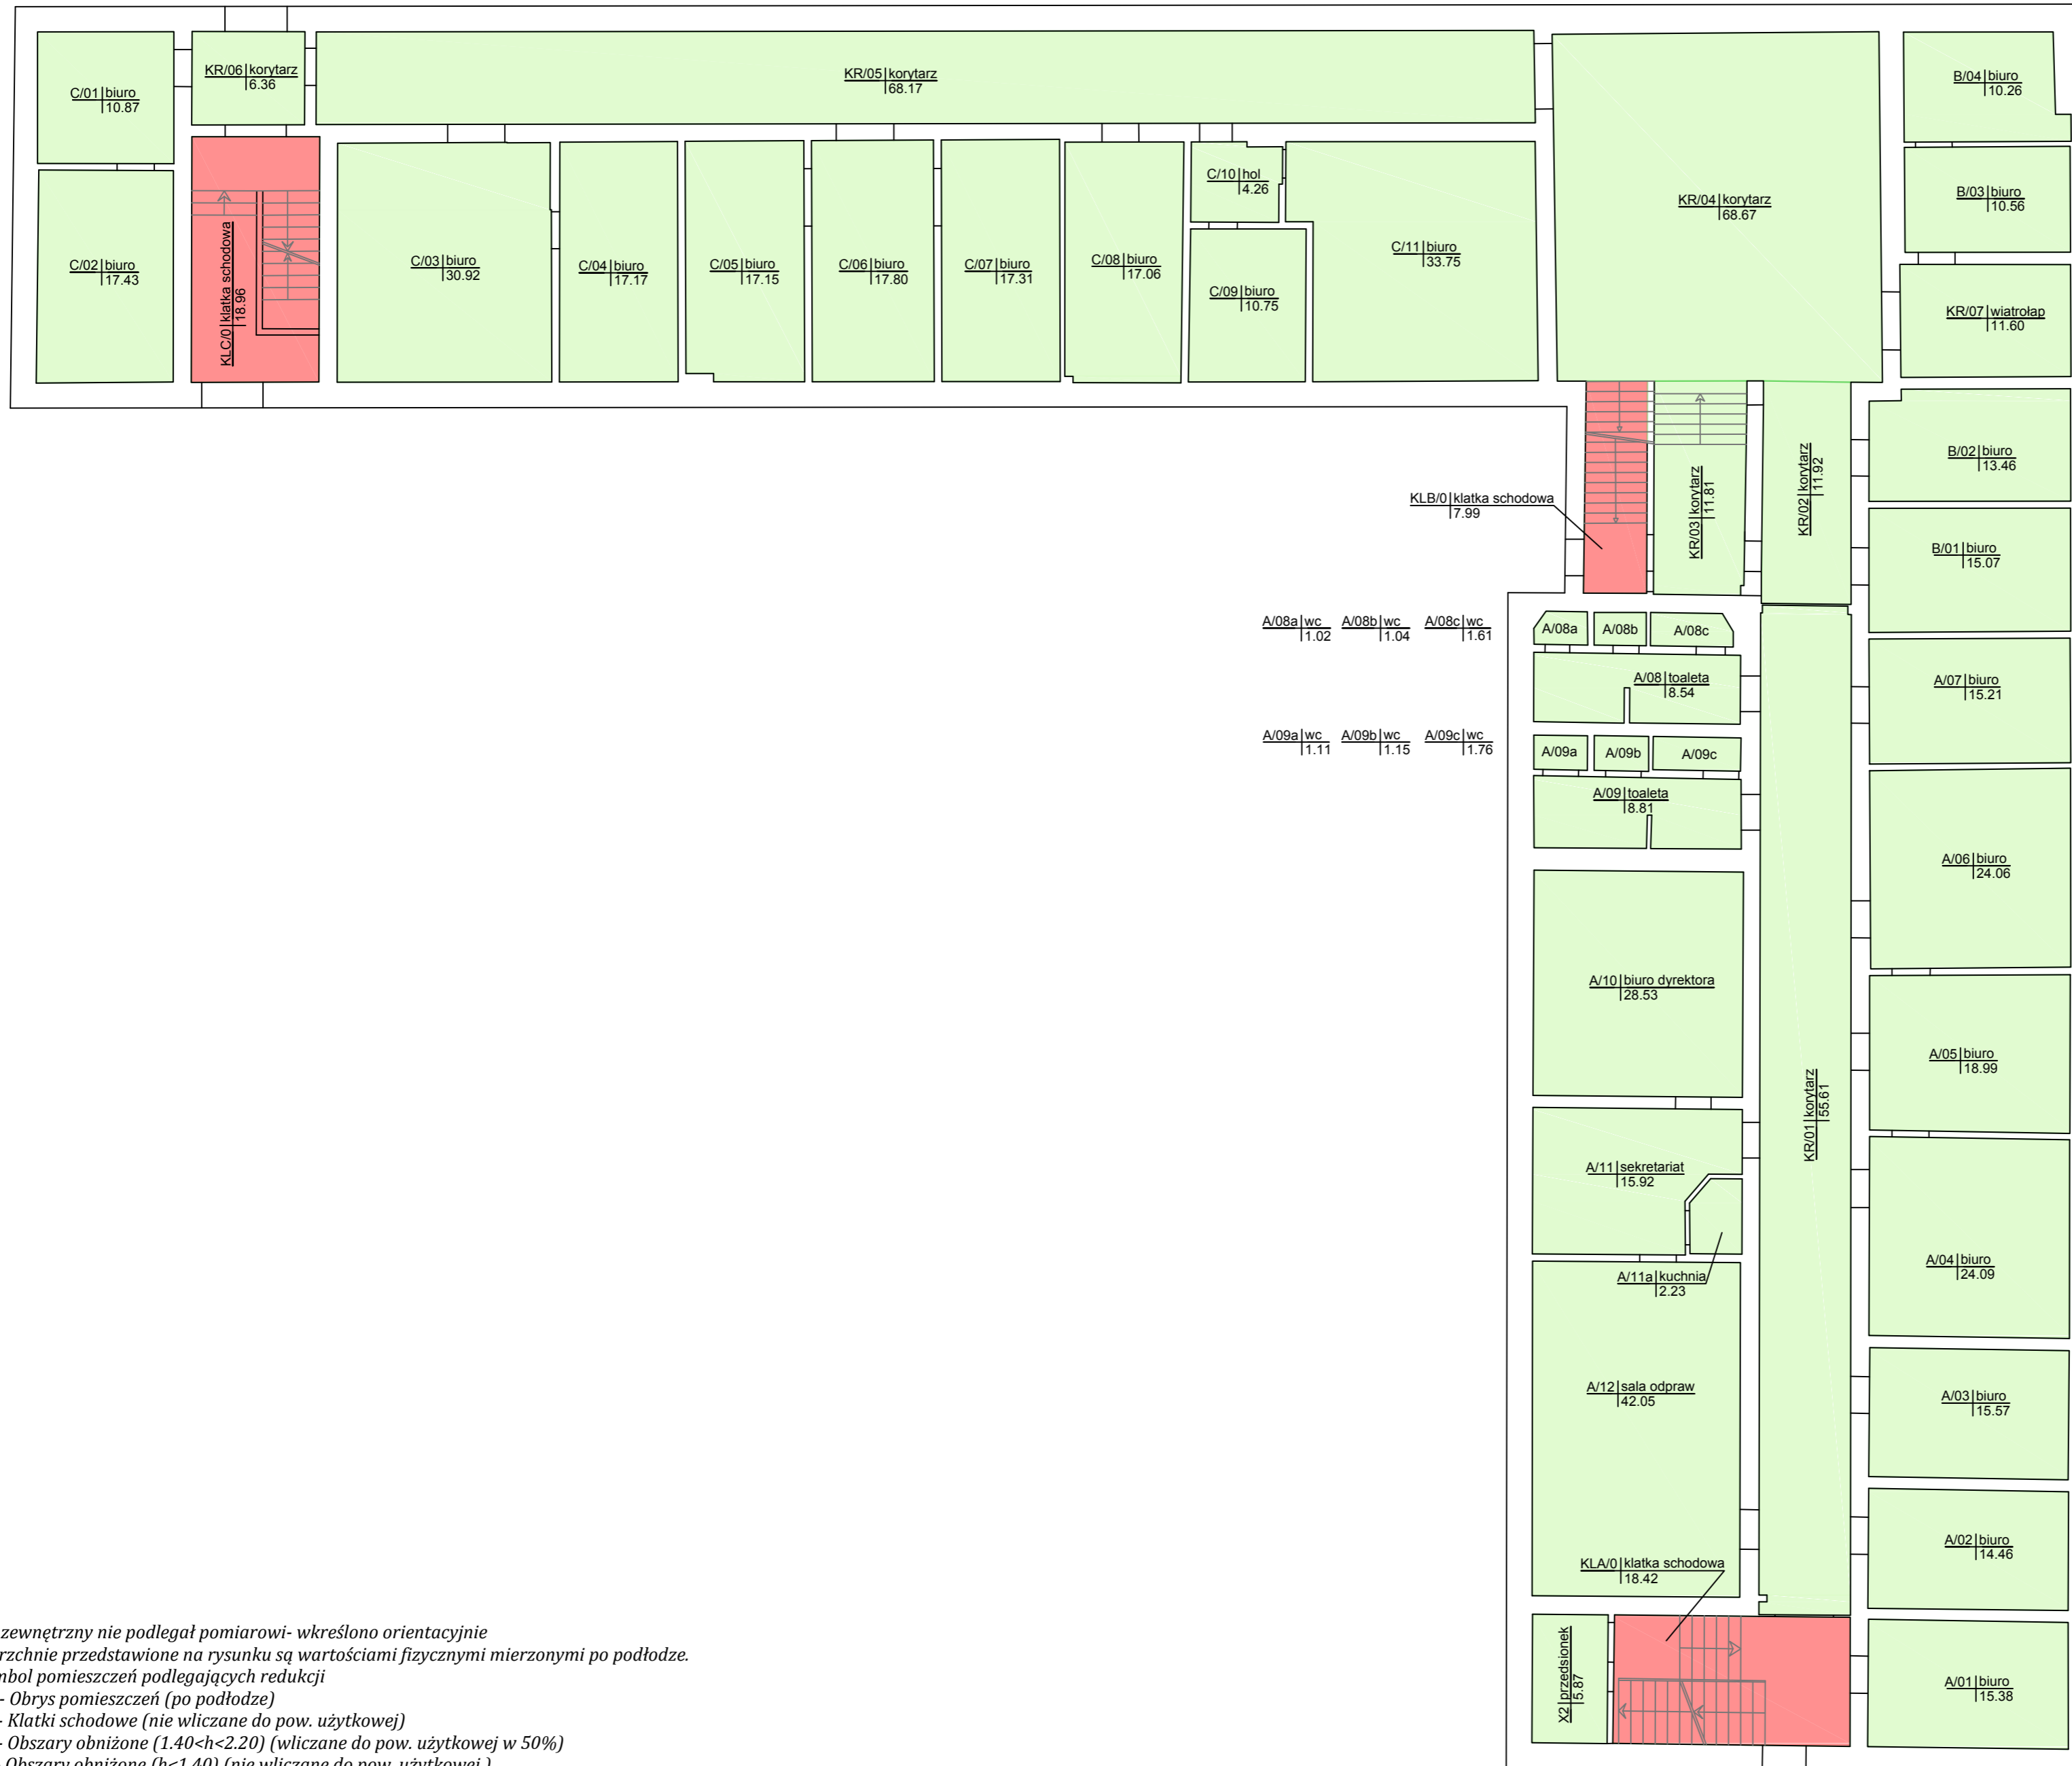 C/01 biuro
10.87
KR/06 korytarz
6.36
KR/05 korytarz
68.17
B/04 biuro
10.26
C/02 biuro
17.43
KLC/0 klatka schodowa
18.96
C/03 biuro
30.92
C/04 biuro
17.17
C/05 biuro
17.15
C/06 biuro
17.80
C/07 biuro
17.31
C/08 biuro
17.06
C/10 hol
4.26
C/09 biuro
10.75
C/11 biuro
33.75
KR/04 korytarz
68.67
B/03 biuro
10.56
KR/07 wiatrołap
11.60
B/02 biuro
13.46
KLB/0 klatka schodowa
7.99
KR/03 korytarz
11.81
KR/02 korytarz
11.92
B/01 biuro
15.07
A/08a wc
1.02
A/08b wc
1.04
A/08c wc
1.61
A/08a
A/08b
A/08c
A/08 toaleta
8.54
A/07 biuro
15.21
A/09a wc
1.11
A/09b wc
1.15
A/09c wc
1.76
A/09a
A/09b
A/09c
A/09 toaleta
8.81
A/06 biuro
24.06
A/10 biuro dyrektora
28.53
A/05 biuro
18.99
KR/01 korytarz
55.61
A/11 sekretariat
15.92
A/11a kuchnia
2.23
A/04 biuro
24.09
A/12 sala odpraw
42.05
A/03 biuro
15.57
A/02 biuro
14.46
KLA/0 klatka schodowa
18.42
X2 przedsionek
5.87
A/01 biuro
15.38
zewnętrzny nie podlegał pomiarowi- wkreślono orientacyjnie
rzchnie przedstawione na rysunku są wartościami fizycznymi mierzonymi po podłodze.
nbol pomieszczeń podlegających redukcji
- Obrys pomieszczeń (po podłodze)
- Klatki schodowe (nie wliczane do pow. użytkowej)
- Obszary obniżone (1.40<h<2.20) (wliczane do pow. użytkowej w 50%)
Obszary obniżone (h<1.40) (nie wliczane do pow. użytkowej )